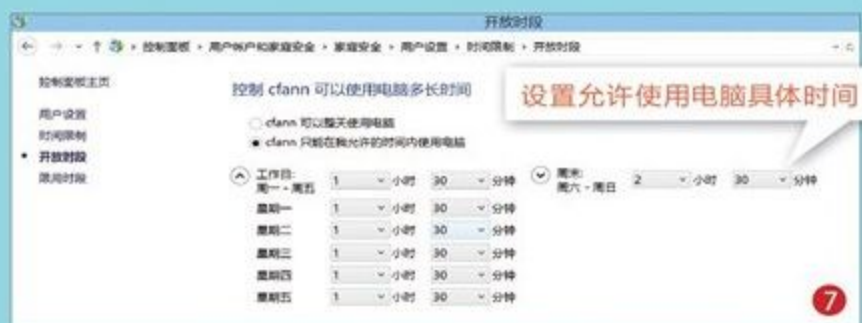 开放时段
控制面板 ▸ 用户帐户和家庭安全 ▸ 家庭安全 ▸ 用户设置 ▸ 时间限制 ▸ 开放时段
控制面板主页
用户设置
时间限制
• 开放时段
限用时段
控制 cfann 可以使用电脑多长时间
设置允许使用电脑具体时间
cfann 可以整天使用电脑
cfann 只能在我允许的时间内使用电脑
工作日:
周一 - 周五 1 小时 30 分钟
周末:
周六 - 周日 2 小时 30 分钟
星期一 1 小时 30 分钟
星期二 1 小时 30 分钟
星期三 1 小时 30 分钟
星期四 1 小时 30 分钟
星期五 1 小时 30 分钟
7